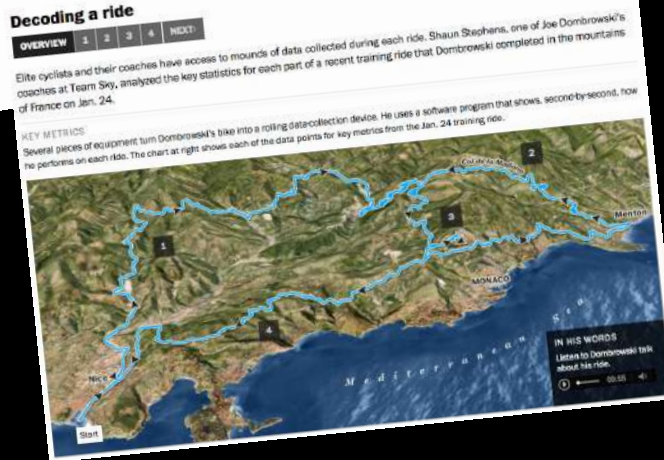 Decoding a ride
OVERVIEW 1 2 3 4 NEXT›
Elite cyclists and their coaches have access to mounds of data collected during each ride. Shaun Stephens, one of Joe Dombrowski's
coaches at Team Sky, analyzed the key statistics for each part of a recent training ride that Dombrowski completed in the mountains
of France on Jan. 24.
KEY METRICS
Several pieces of equipment turn Dombrowski's bike into a rolling data-collection device. He uses a software program that shows, second-by-second, how
he performs on each ride. The chart at right shows each of the data points for key metrics from the Jan. 24 training ride.
2
Col de la Madone
3
Menton
1
MONACO
4
Mediterranean Sea
IN HIS WORDS
Listen to Dombrowski talk
about his ride.
00:55
Nice
Start